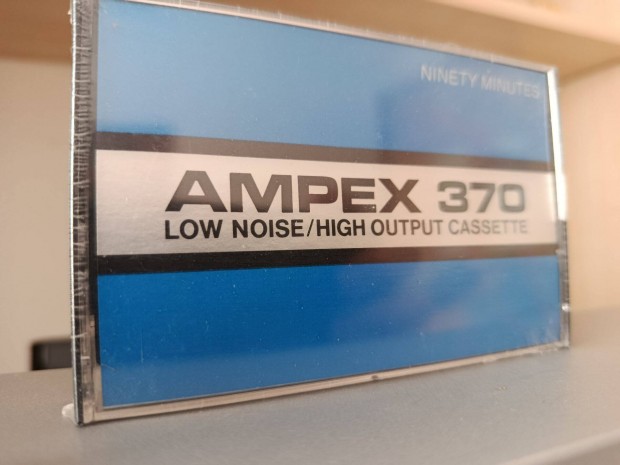 NINETY MINUTES
AMPEX 370
LOW NOISE/HIGH OUTPUT CASSETTE